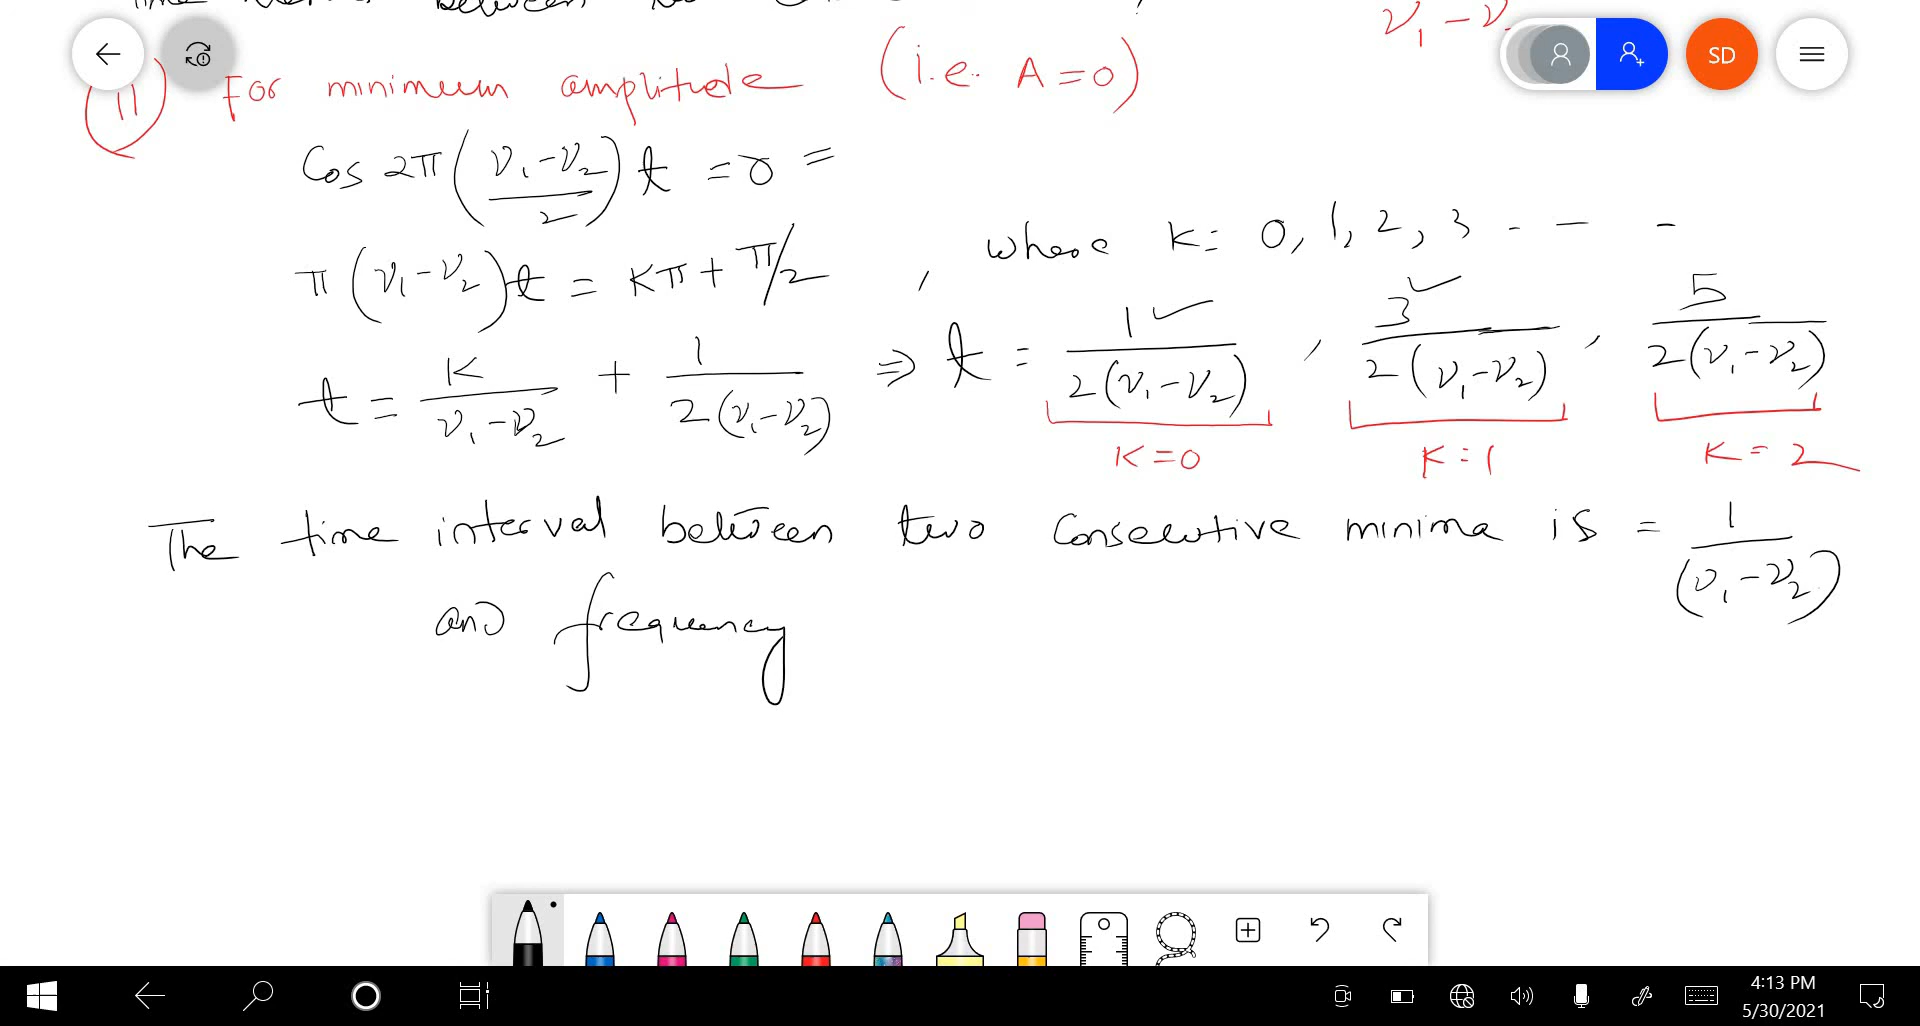 between
ν₁ - ν
SD
(II) For minimum amplitude (i.e. A=0)
Cos 2π((ν₁-ν₂)/2) t = 0 =
π(ν₁-ν₂)t = Kπ + π/2 , where K= 0, 1, 2, 3 - - -
t = K/(ν₁-ν₂) + 1/(2(ν₁-ν₂)) ⇒ t = 1/(2(ν₁-ν₂)) , 3/(2(ν₁-ν₂)) , 5/(2(ν₁-ν₂))
K=0 K=1 K=2
The time interval between two consecutive minima is = 1/(ν₁-ν₂)
and frequency
4:13 PM
5/30/2021